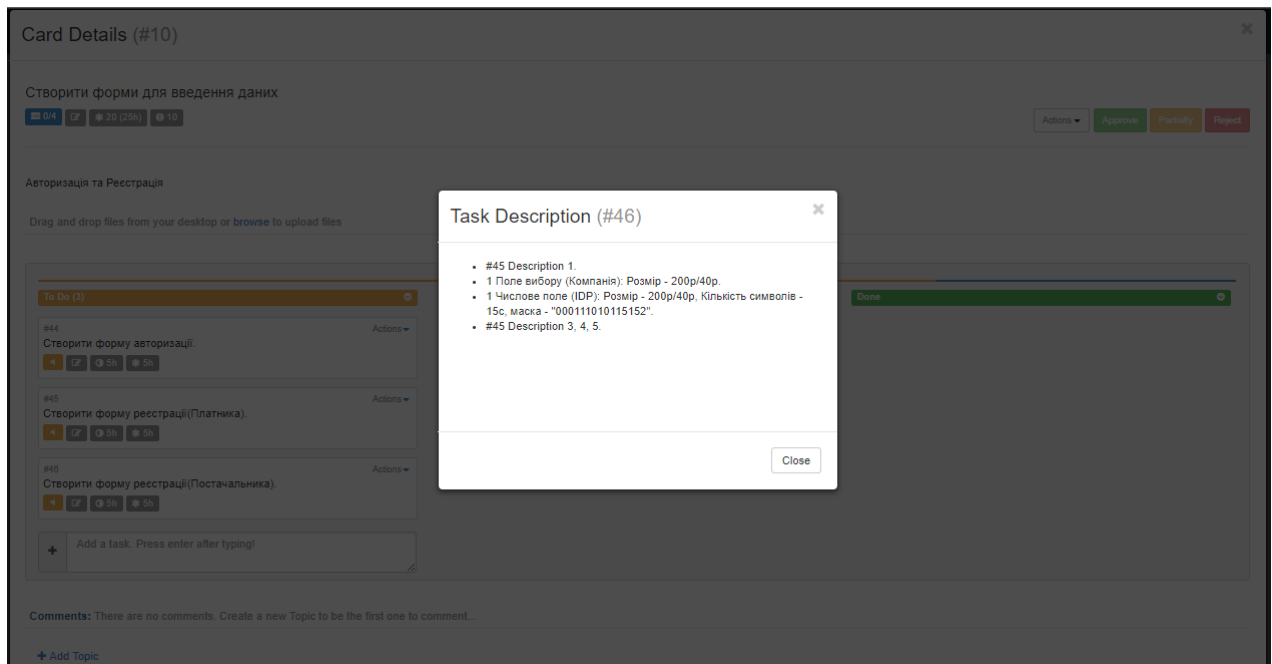 Card Details (#10)
Створити форми для введення даних
0/4 20 (25h) 10
Actions Approve Partially Reject
Авторизація та Реєстрація
Drag and drop files from your desktop or browse to upload files
Task Description (#46)
#45 Description 1.
1 Поле вибору (Компанія): Розмір - 200p/40p.
1 Числове поле (IDP): Розмір - 200p/40p, Кількість символів -
15с, маска - "000111010115152".
#45 Description 3, 4, 5.
Close
To Do (3)
#44 Actions
Створити форму авторизації.
5h 5h
#45 Actions
Створити форму реєстрації(Платника).
5h 5h
#46 Actions
Створити форму реєстрації(Постачальника).
5h 5h
Add a task. Press enter after typing!
Done
Comments: There are no comments. Create a new Topic to be the first one to comment...
Add Topic